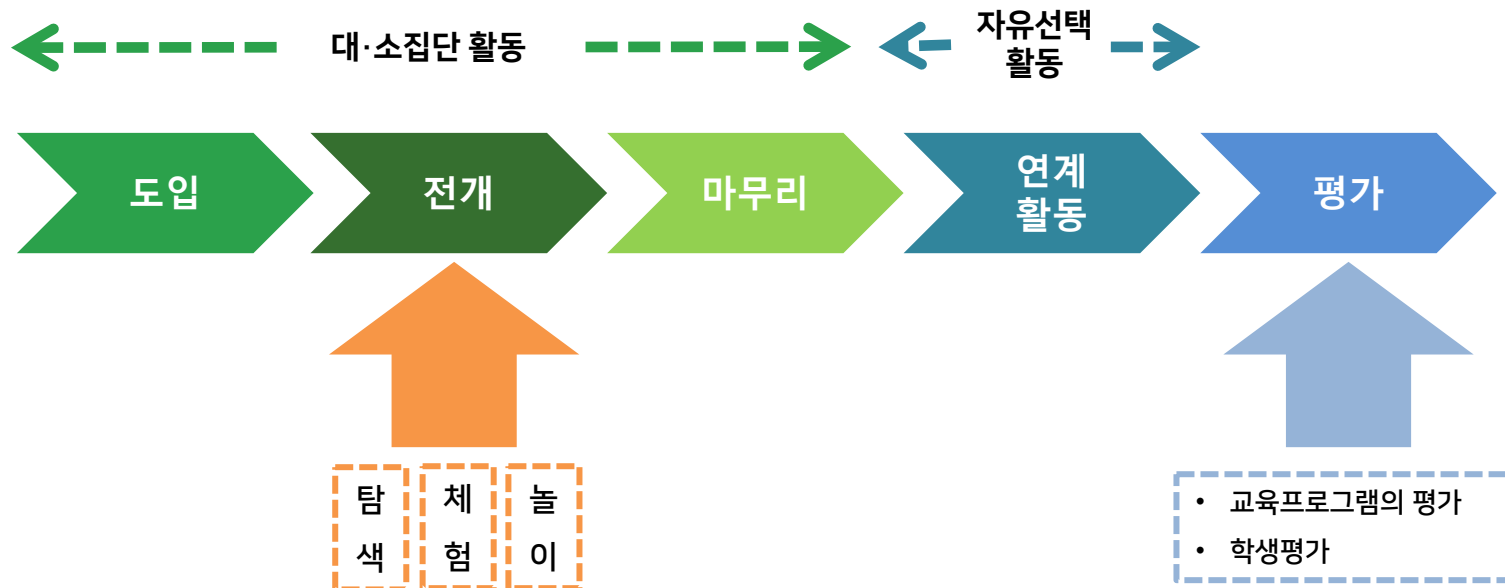 대·소집단 활동
자유선택
활동
도입
전개
마무리
연계
활동
평가
탐
색
체
험
놀
이
• 교육프로그램의 평가
• 학생평가